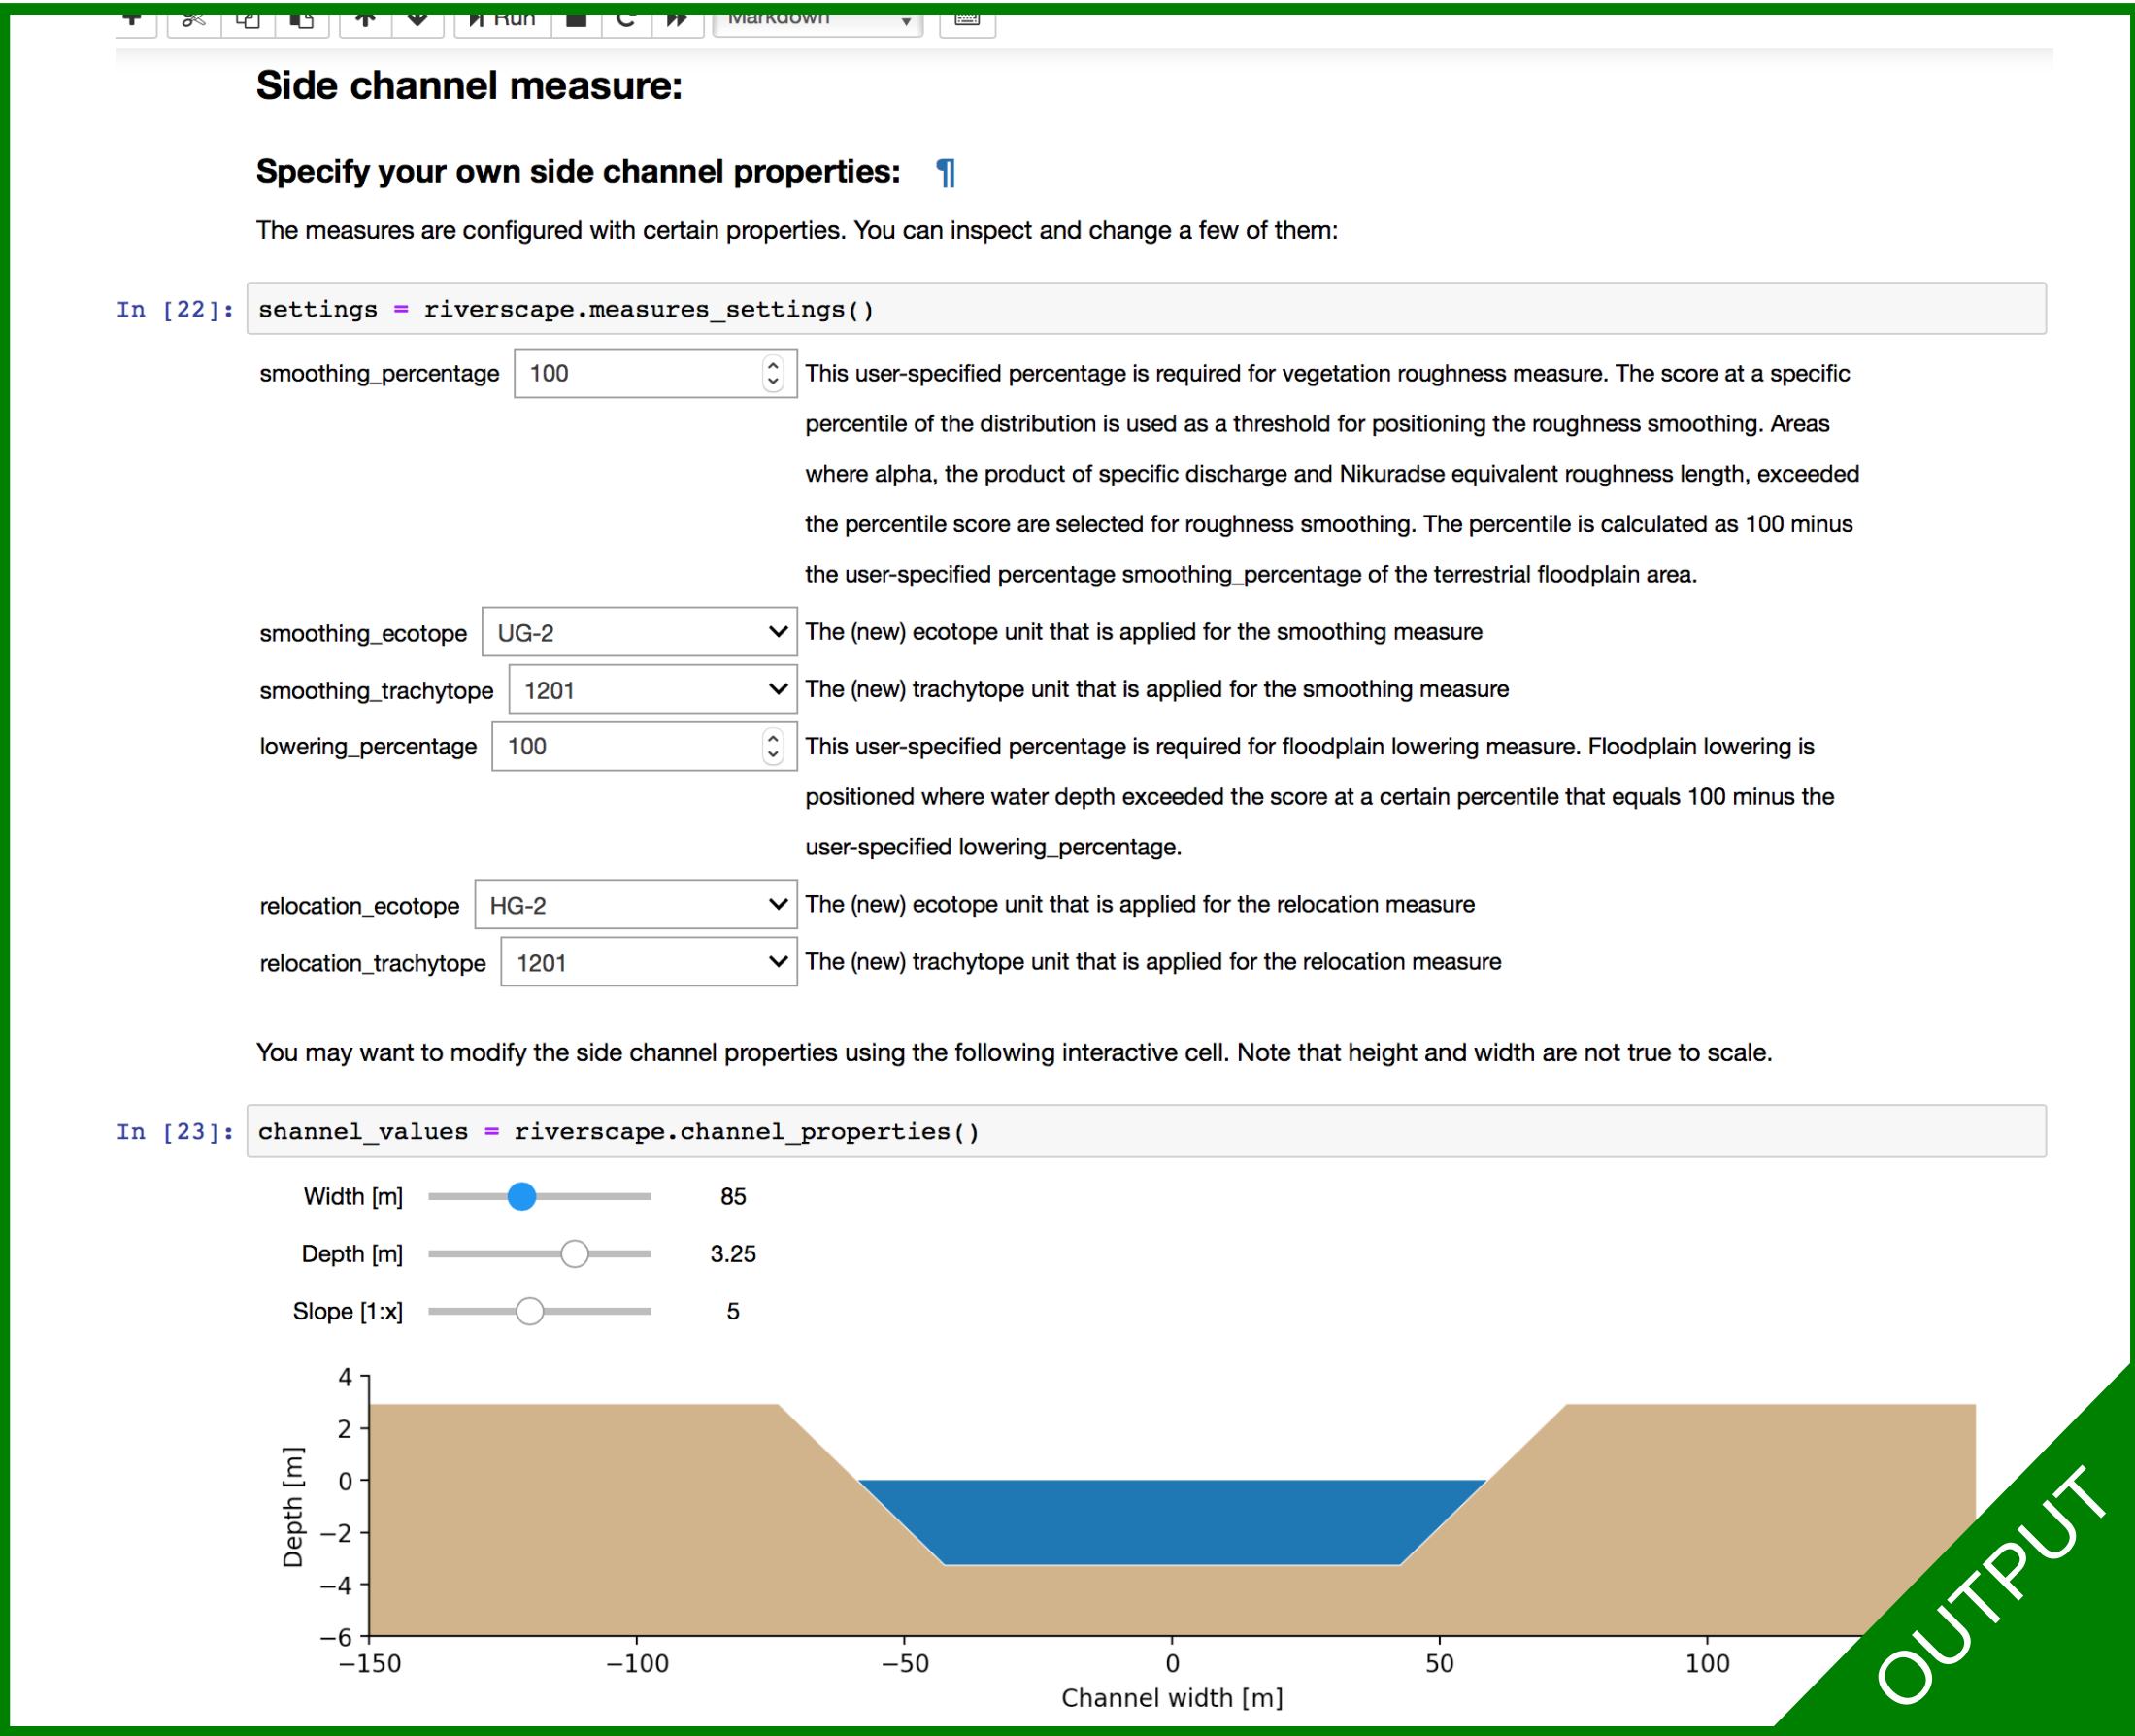 Run Markdown
Side channel measure:
Specify your own side channel properties: ¶
The measures are configured with certain properties. You can inspect and change a few of them:
In [22]: settings = riverscape.measures_settings()
smoothing_percentage 100 This user-specified percentage is required for vegetation roughness measure. The score at a specific
percentile of the distribution is used as a threshold for positioning the roughness smoothing. Areas
where alpha, the product of specific discharge and Nikuradse equivalent roughness length, exceeded
the percentile score are selected for roughness smoothing. The percentile is calculated as 100 minus
the user-specified percentage smoothing_percentage of the terrestrial floodplain area.
smoothing_ecotope UG-2 The (new) ecotope unit that is applied for the smoothing measure
smoothing_trachytope 1201 The (new) trachytope unit that is applied for the smoothing measure
lowering_percentage 100 This user-specified percentage is required for floodplain lowering measure. Floodplain lowering is
positioned where water depth exceeded the score at a certain percentile that equals 100 minus the
user-specified lowering_percentage.
relocation_ecotope HG-2 The (new) ecotope unit that is applied for the relocation measure
relocation_trachytope 1201 The (new) trachytope unit that is applied for the relocation measure
You may want to modify the side channel properties using the following interactive cell. Note that height and width are not true to scale.
In [23]: channel_values = riverscape.channel_properties()
Width [m] 85
Depth [m] 3.25
Slope [1:x] 5
4
2
0
−2
−4
−6
Depth [m]
−150 −100 −50 0 50 100
Channel width [m]
OUTPUT